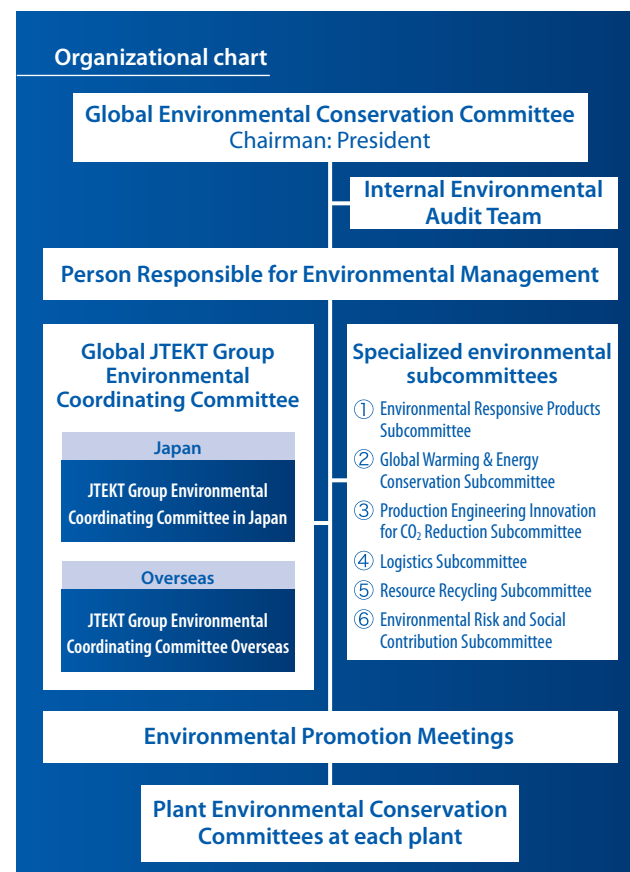 Organizational chart
Global Environmental Conservation Committee
Chairman: President
Internal Environmental
Audit Team
Person Responsible for Environmental Management
Global JTEKT Group
Environmental
Coordinating Committee
Japan
JTEKT Group Environmental
Coordinating Committee in Japan
Overseas
JTEKT Group Environmental
Coordinating Committee Overseas
Specialized environmental
subcommittees
① Environmental Responsive Products
Subcommittee
② Global Warming & Energy
Conservation Subcommittee
③ Production Engineering Innovation
for CO₂ Reduction Subcommittee
④ Logistics Subcommittee
⑤ Resource Recycling Subcommittee
⑥ Environmental Risk and Social
Contribution Subcommittee
Environmental Promotion Meetings
Plant Environmental Conservation
Committees at each plant